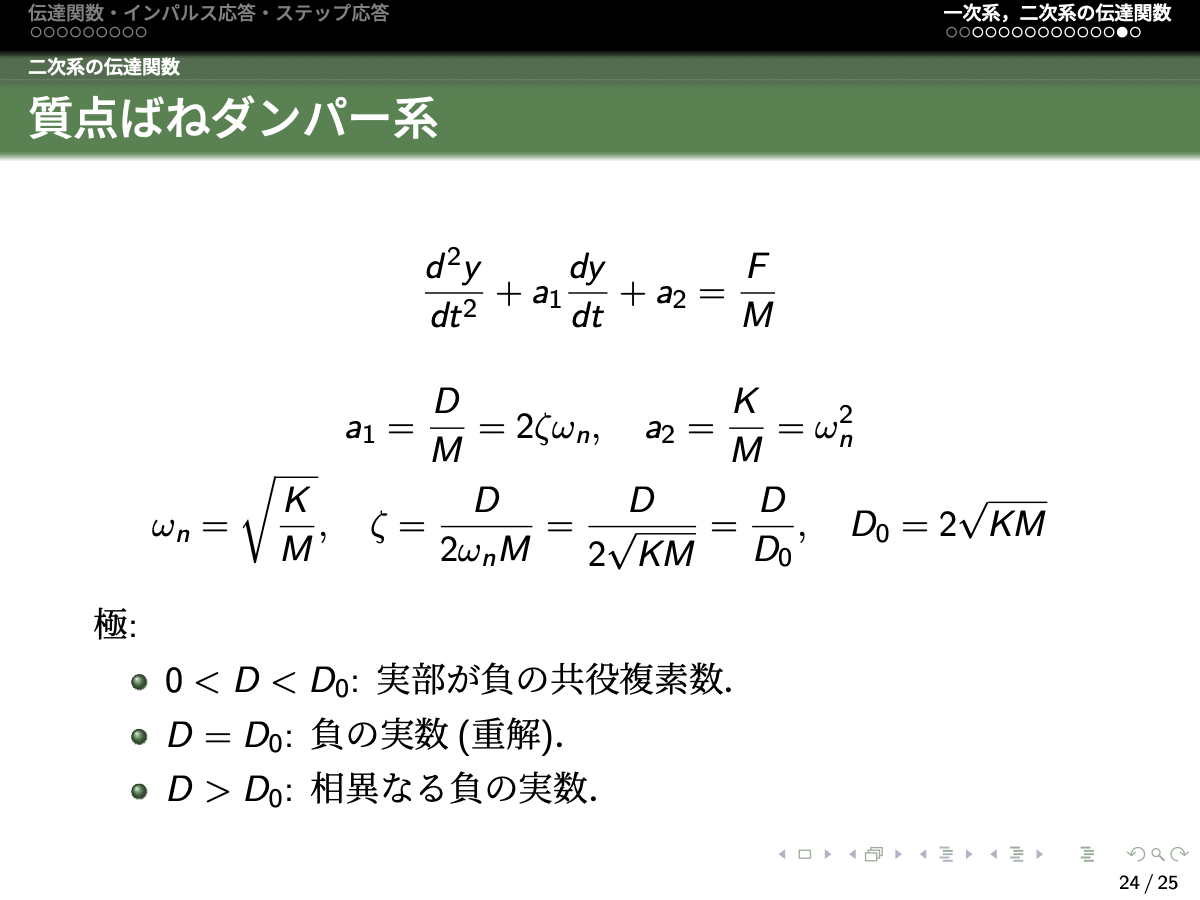 伝達関数・インパルス応答・ステップ応答
一次系，二次系の伝達関数
二次系の伝達関数
質点ばねダンパー系
d²y/dt² + a₁ dy/dt + a₂ = F/M
a₁ = D/M = 2ζωₙ, a₂ = K/M = ωₙ²
ωₙ = √(K/M), ζ = D/(2ωₙM) = D/(2√(KM)) = D/D₀, D₀ = 2√(KM)
極:
0 < D < D₀: 実部が負の共役複素数.
D = D₀: 負の実数 (重解).
D > D₀: 相異なる負の実数.
24 / 25